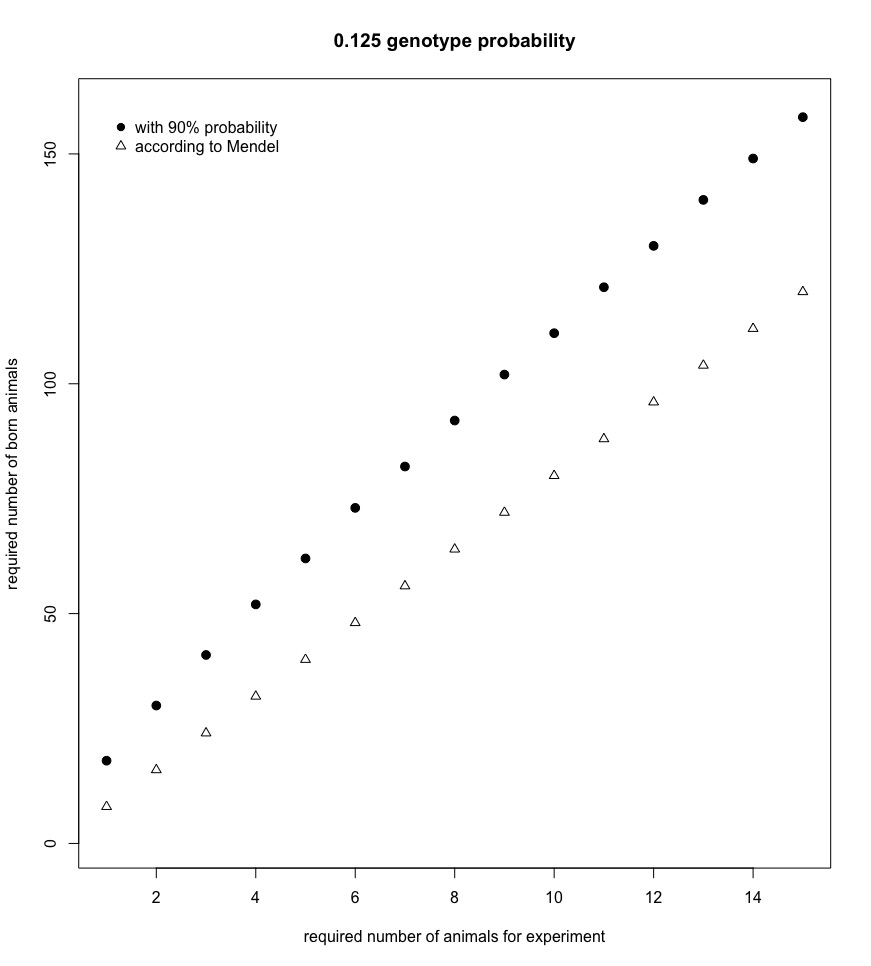 0.125 genotype probability
with 90% probability
according to Mendel
required number of born animals
150
100
50
0
2 4 6 8 10 12 14
required number of animals for experiment